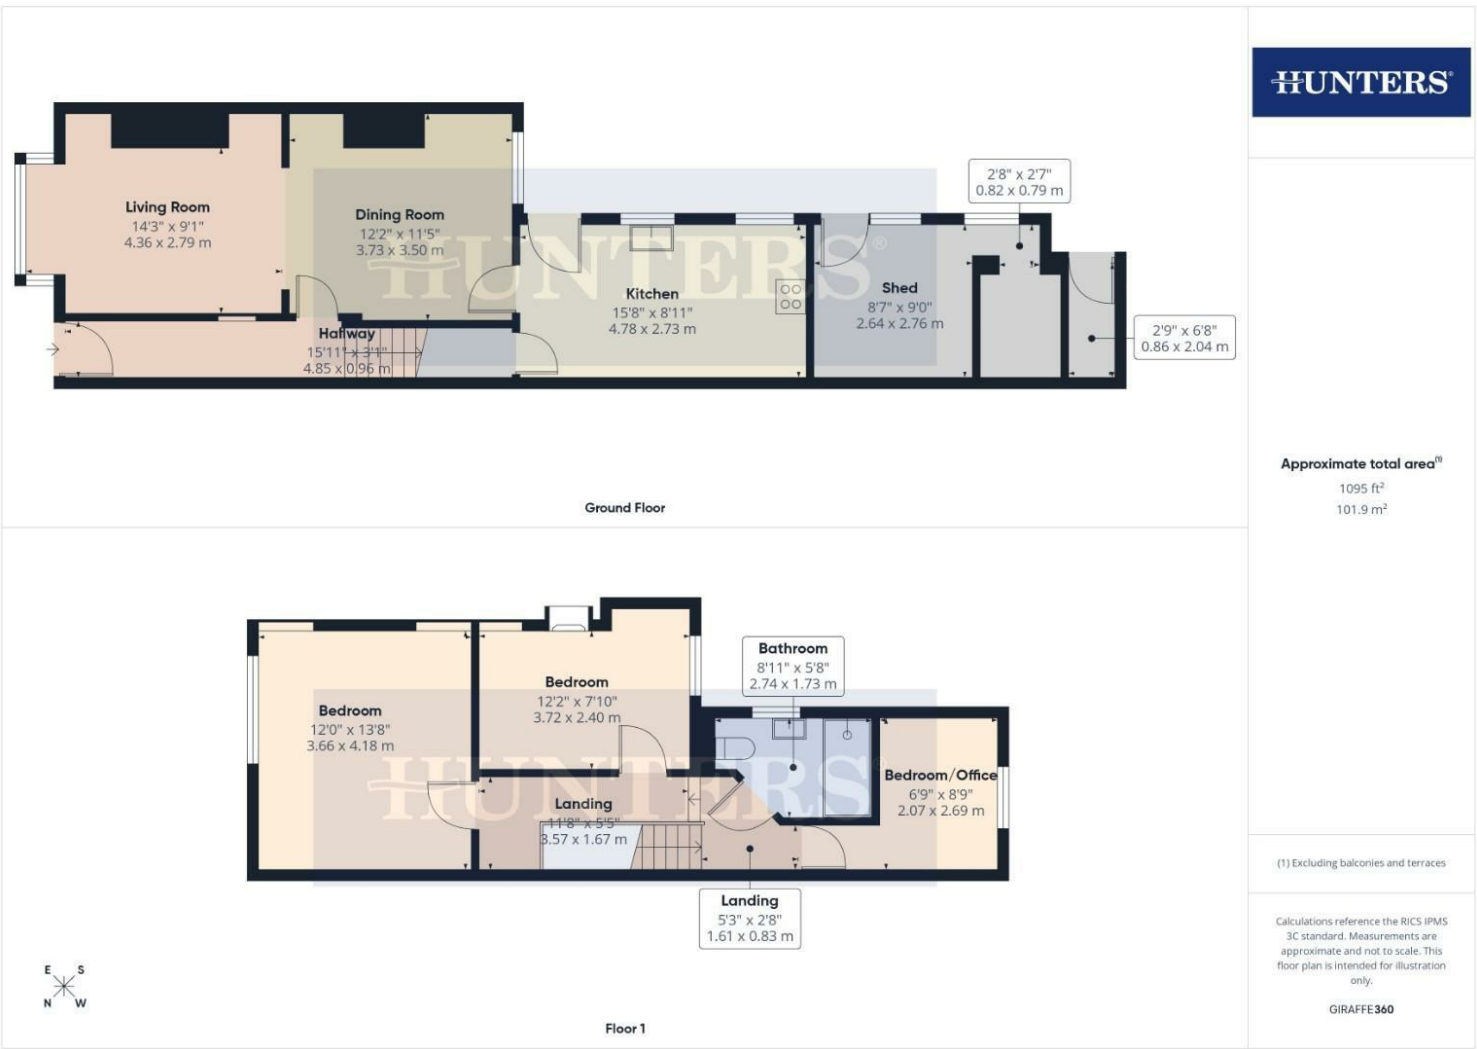 HUNTERS®
Living Room
14'3" x 9'1"
4.36 x 2.79 m
Dining Room
12'2" x 11'5"
3.73 x 3.50 m
2'8" x 2'7"
0.82 x 0.79 m
HUNTERS®
Kitchen
15'8" x 8'11"
4.78 x 2.73 m
Shed
8'7" x 9'0"
2.64 x 2.76 m
2'9" x 6'8"
0.86 x 2.04 m
Hallway
15'11" x 3'1"
4.85 x 0.96 m
Ground Floor
Approximate total area(1)
1095 ft²
101.9 m²
Bedroom
12'0" x 13'8"
3.66 x 4.18 m
Bedroom
12'2" x 7'10"
3.72 x 2.40 m
Bathroom
8'11" x 5'8"
2.74 x 1.73 m
HUNTERS®
Bedroom/Office
6'9" x 8'9"
2.07 x 2.69 m
Landing
11'8" x 5'5"
3.57 x 1.67 m
Landing
5'3" x 2'8"
1.61 x 0.83 m
E S
N W
Floor 1
(1) Excluding balconies and terraces
Calculations reference the RICS IPMS
3C standard. Measurements are
approximate and not to scale. This
floor plan is intended for illustration
only.
GIRAFFE360